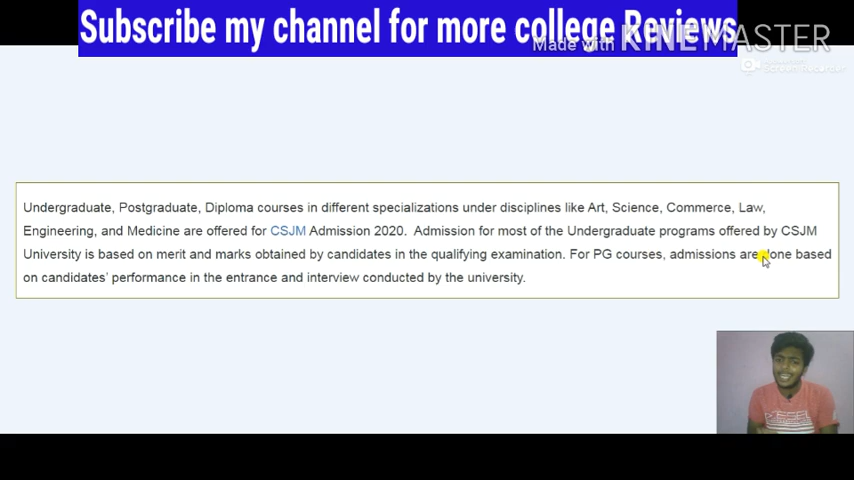 Subscribe my channel for more college Reviews
Made with KINEMASTER
Screen Recorder
Undergraduate, Postgraduate, Diploma courses in different specializations under disciplines like Art, Science, Commerce, Law,
Engineering, and Medicine are offered for CSJM Admission 2020. Admission for most of the Undergraduate programs offered by CSJM
University is based on merit and marks obtained by candidates in the qualifying examination. For PG courses, admissions are done based
on candidates' performance in the entrance and interview conducted by the university.